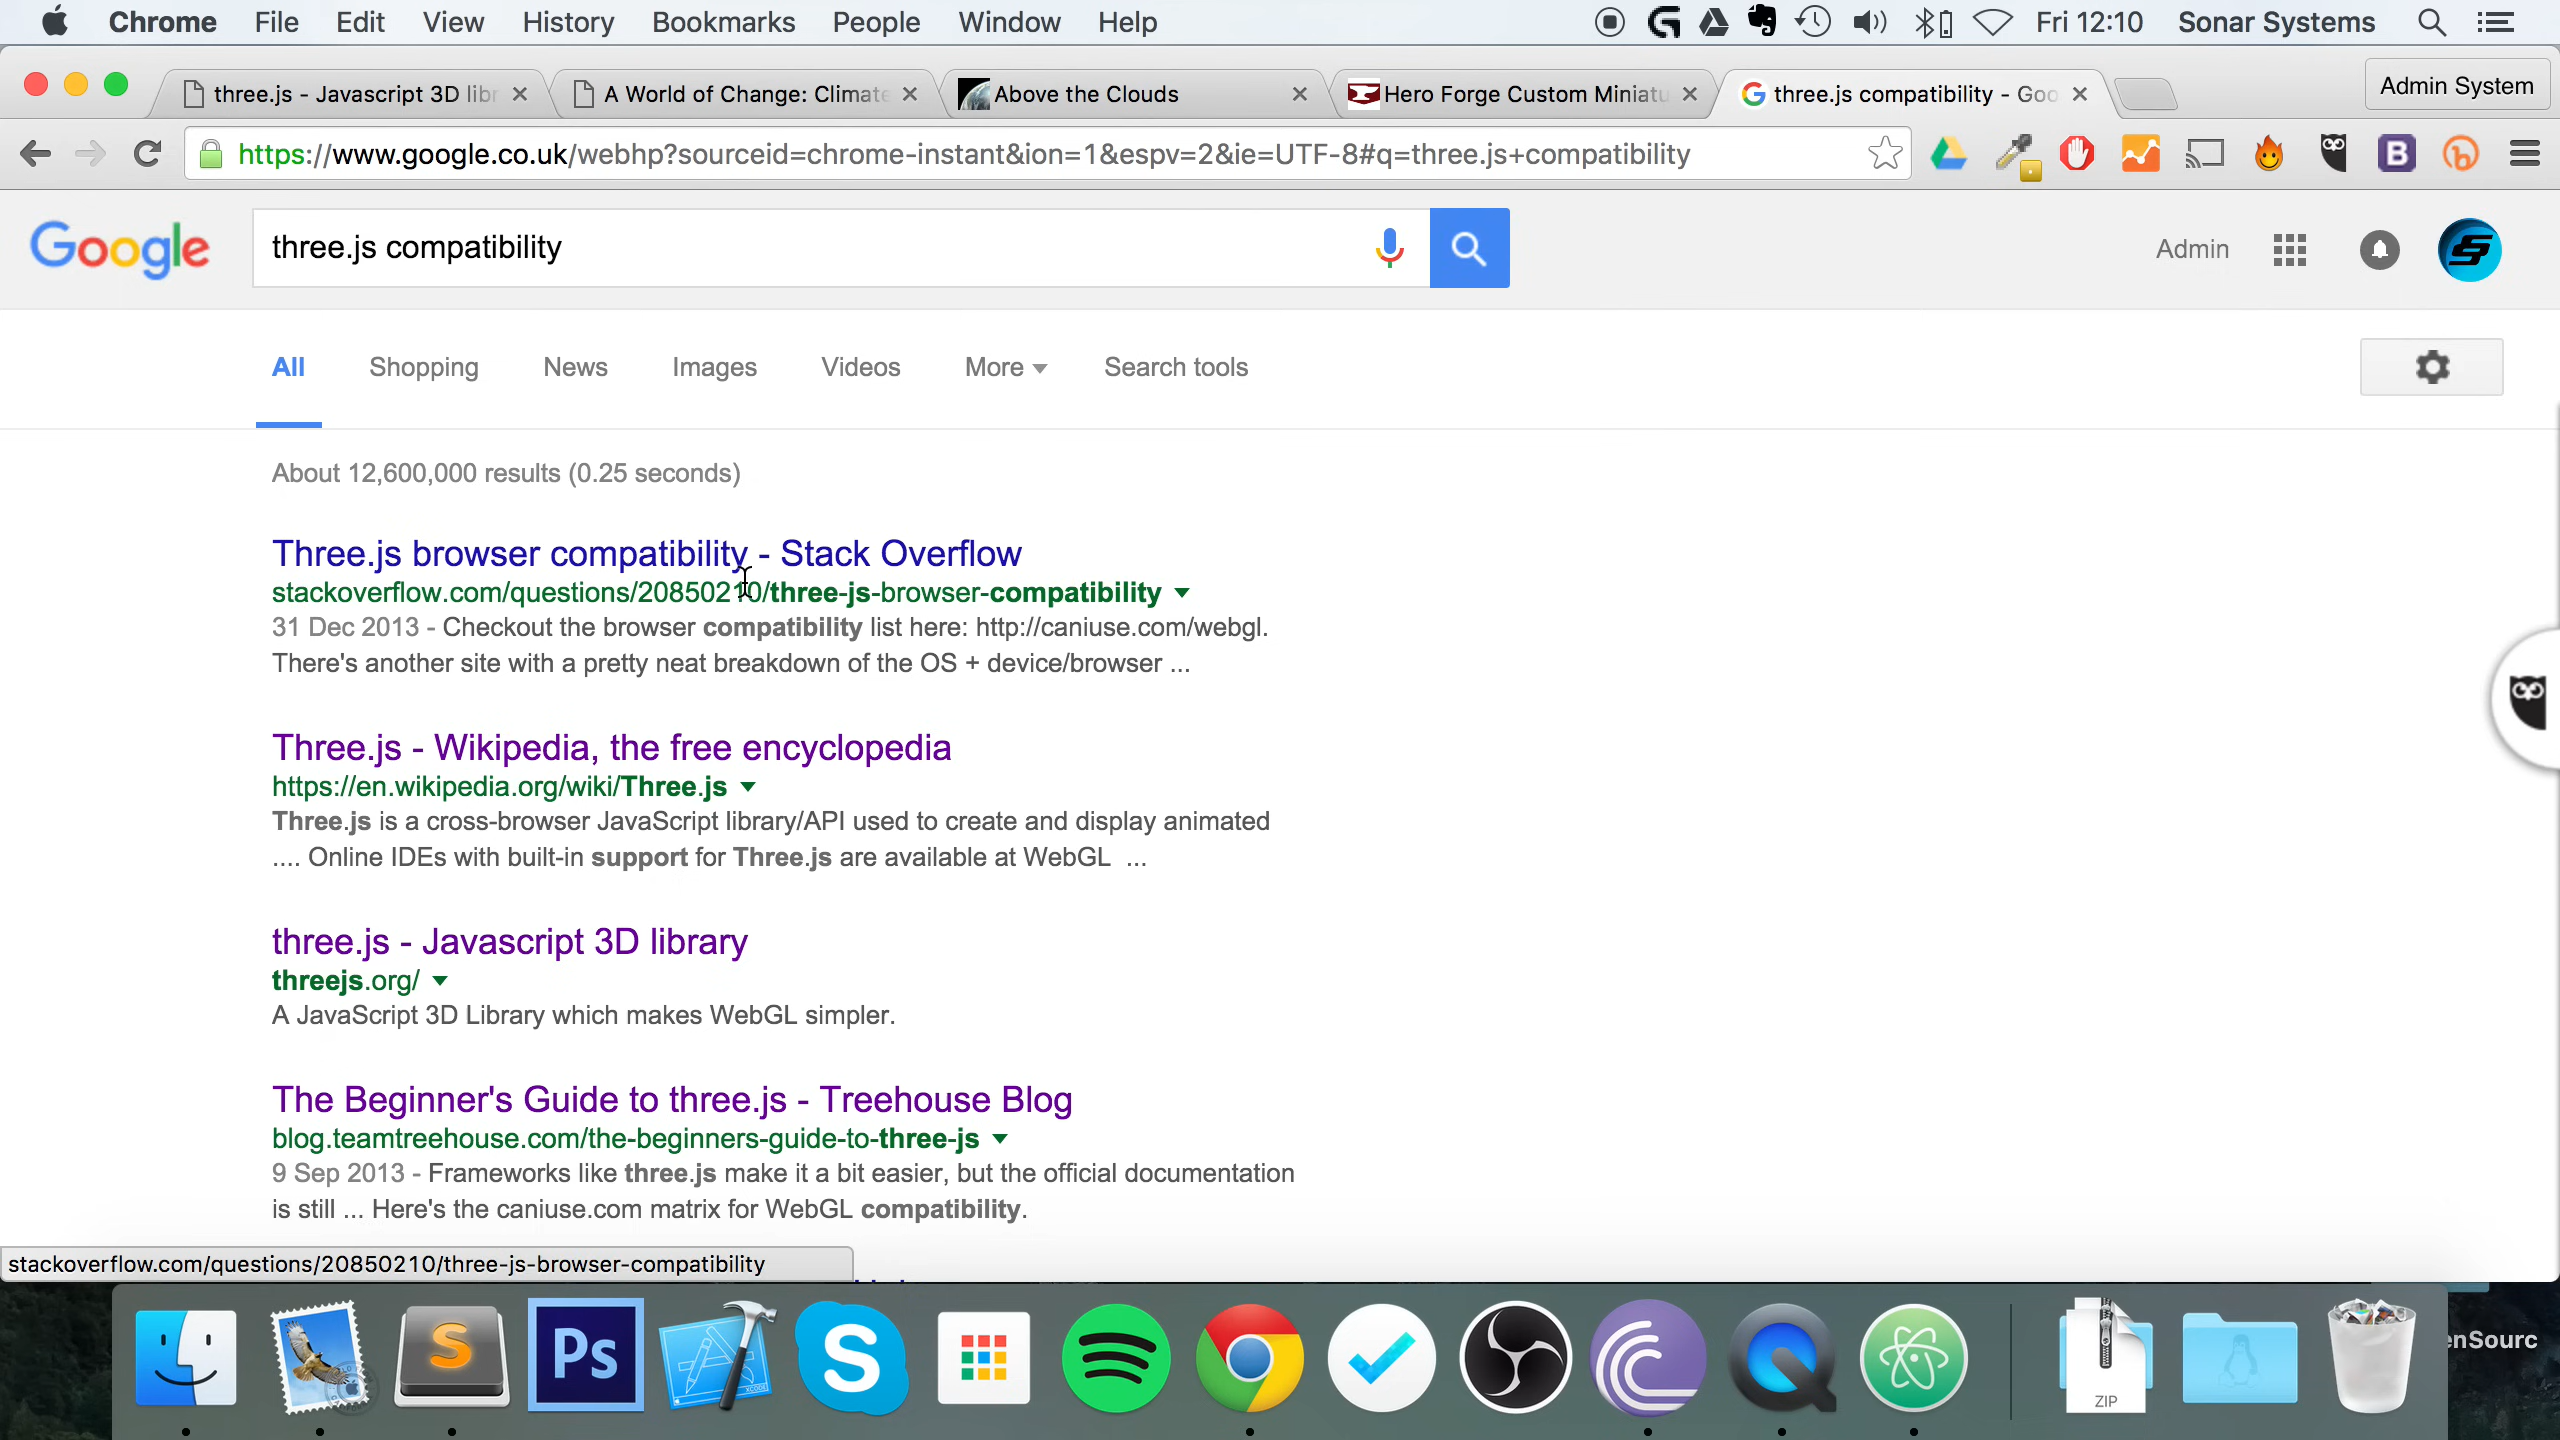 Chrome File Edit View History Bookmarks People Window Help Fri 12:10 Sonar Systems
three.js - Javascript 3D libr A World of Change: Climate Above the Clouds Hero Forge Custom Miniatu three.js compatibility - Goo Admin System
https://www.google.co.uk/webhp?sourceid=chrome-instant&ion=1&espv=2&ie=UTF-8#q=three.js+compatibility
Google three.js compatibility Admin
All Shopping News Images Videos More Search tools
About 12,600,000 results (0.25 seconds)
Three.js browser compatibility - Stack Overflow
stackoverflow.com/questions/20850210/three-js-browser-compatibility
31 Dec 2013 - Checkout the browser compatibility list here: http://caniuse.com/webgl.
There's another site with a pretty neat breakdown of the OS + device/browser ...
Three.js - Wikipedia, the free encyclopedia
https://en.wikipedia.org/wiki/Three.js
Three.js is a cross-browser JavaScript library/API used to create and display animated
.... Online IDEs with built-in support for Three.js are available at WebGL ...
three.js - Javascript 3D library
threejs.org/
A JavaScript 3D Library which makes WebGL simpler.
The Beginner's Guide to three.js - Treehouse Blog
blog.teamtreehouse.com/the-beginners-guide-to-three-js
9 Sep 2013 - Frameworks like three.js make it a bit easier, but the official documentation
is still ... Here's the caniuse.com matrix for WebGL compatibility.
stackoverflow.com/questions/20850210/three-js-browser-compatibility
S Ps S ZIP enSourc